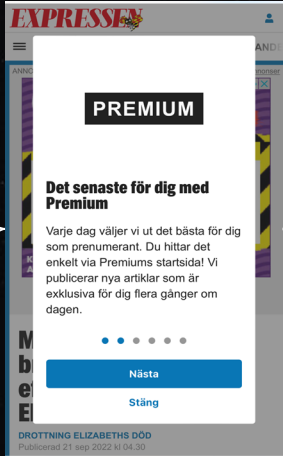 EXPRESSEN
PREMIUM
Det senaste för dig med
Premium
Varje dag väljer vi ut det bästa för dig
som prenumerant. Du hittar det
enkelt via Premiums startsida! Vi
publicerar nya artiklar som är
exklusiva för dig flera gånger om
dagen.
Nästa
Stäng
DROTTNING ELIZABETHS DÖD
Publicerad 21 sep 2022 kl 04.30